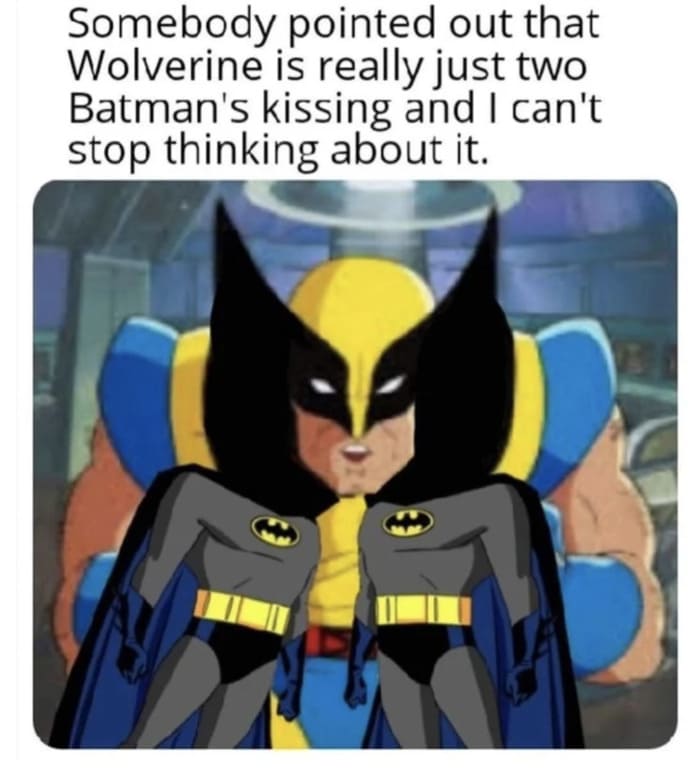 Somebody pointed out that
Wolverine is really just two
Batman's kissing and I can't
stop thinking about it.